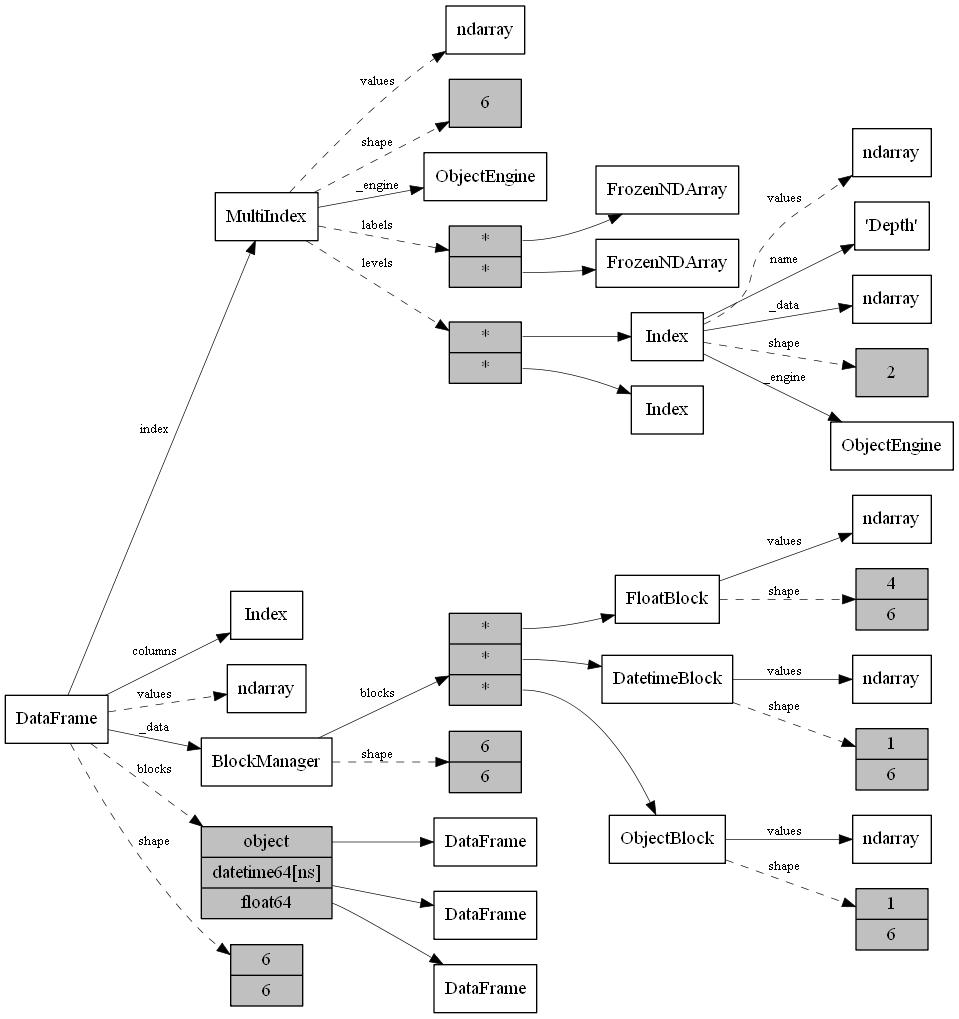 ndarray
values
6
shape
ndarray
ObjectEngine
_engine
FrozenNDArray
MultiIndex
values
'Depth'
labels
*
*
FrozenNDArray
name
levels
ndarray
_data
*
*
Index
shape
2
_engine
Index
index
ObjectEngine
ndarray
values
4
6
FloatBlock
shape
Index
*
*
*
columns
DatetimeBlock
values
ndarray
ndarray
values
blocks
shape
DataFrame
_data
BlockManager
shape
6
6
1
6
blocks
object
datetime64[ns]
float64
DataFrame
ObjectBlock
values
ndarray
shape
shape
DataFrame
1
6
6
6
DataFrame